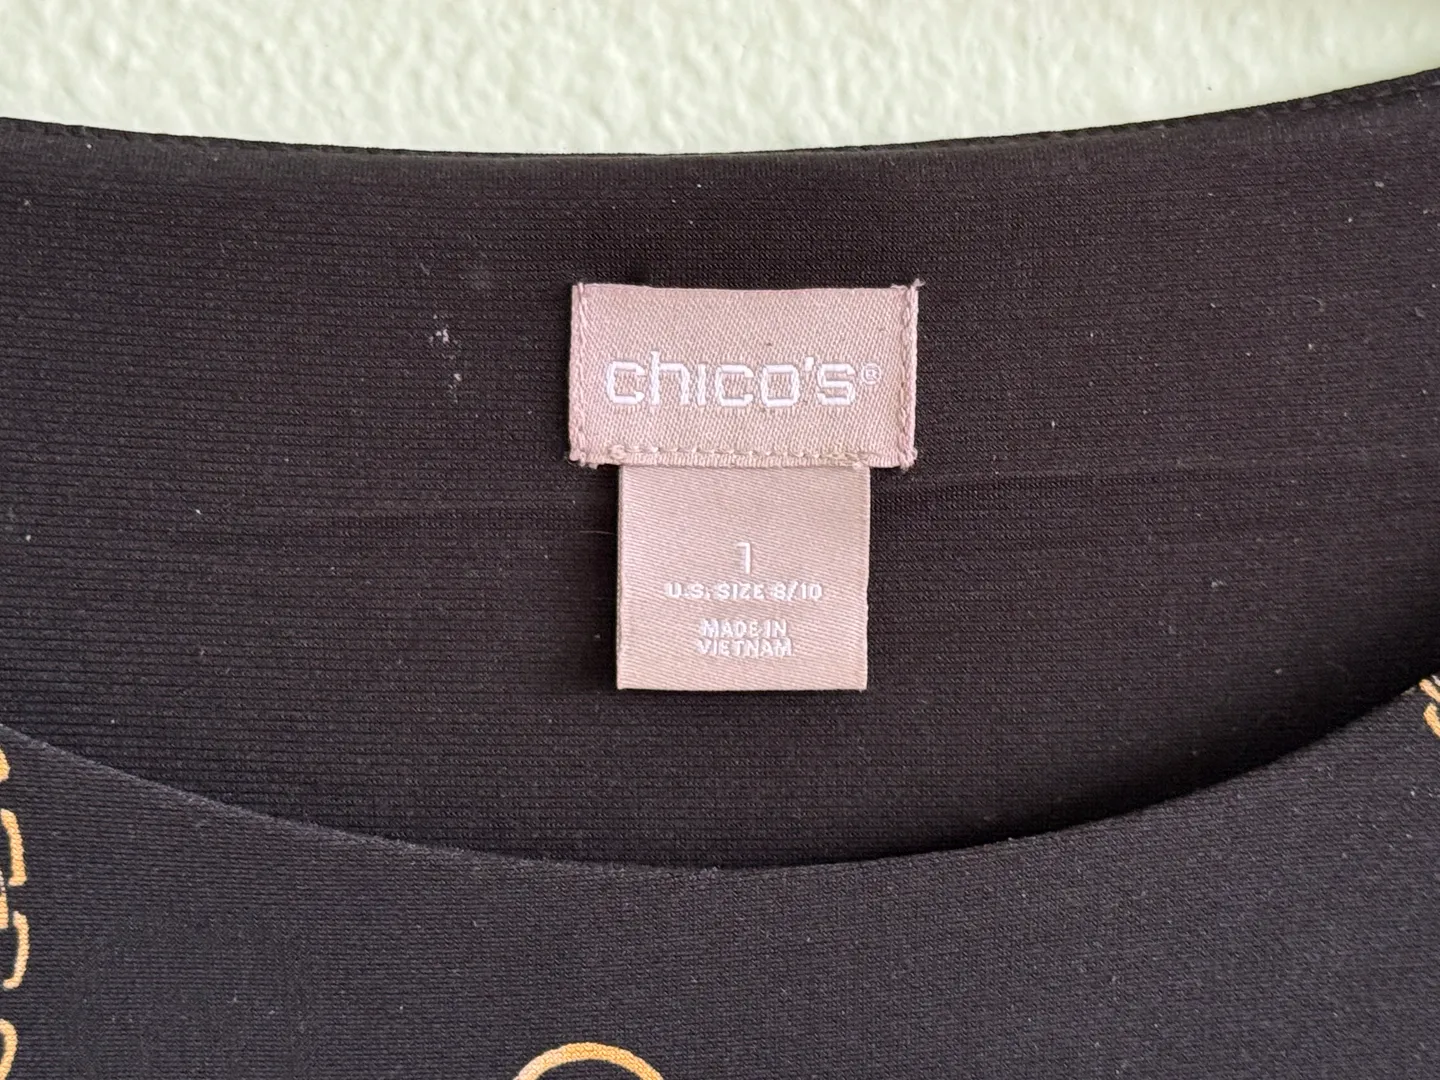 chico's®
1
U.S. SIZE 8/10
MADE IN
VIETNAM